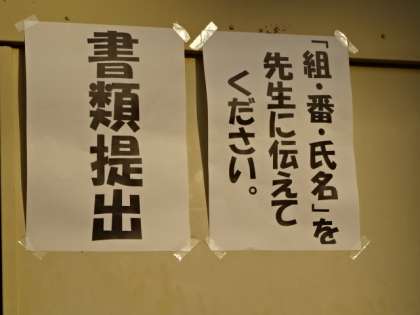 「組・番・氏名」を
先生に伝えて
ください。
書類提出